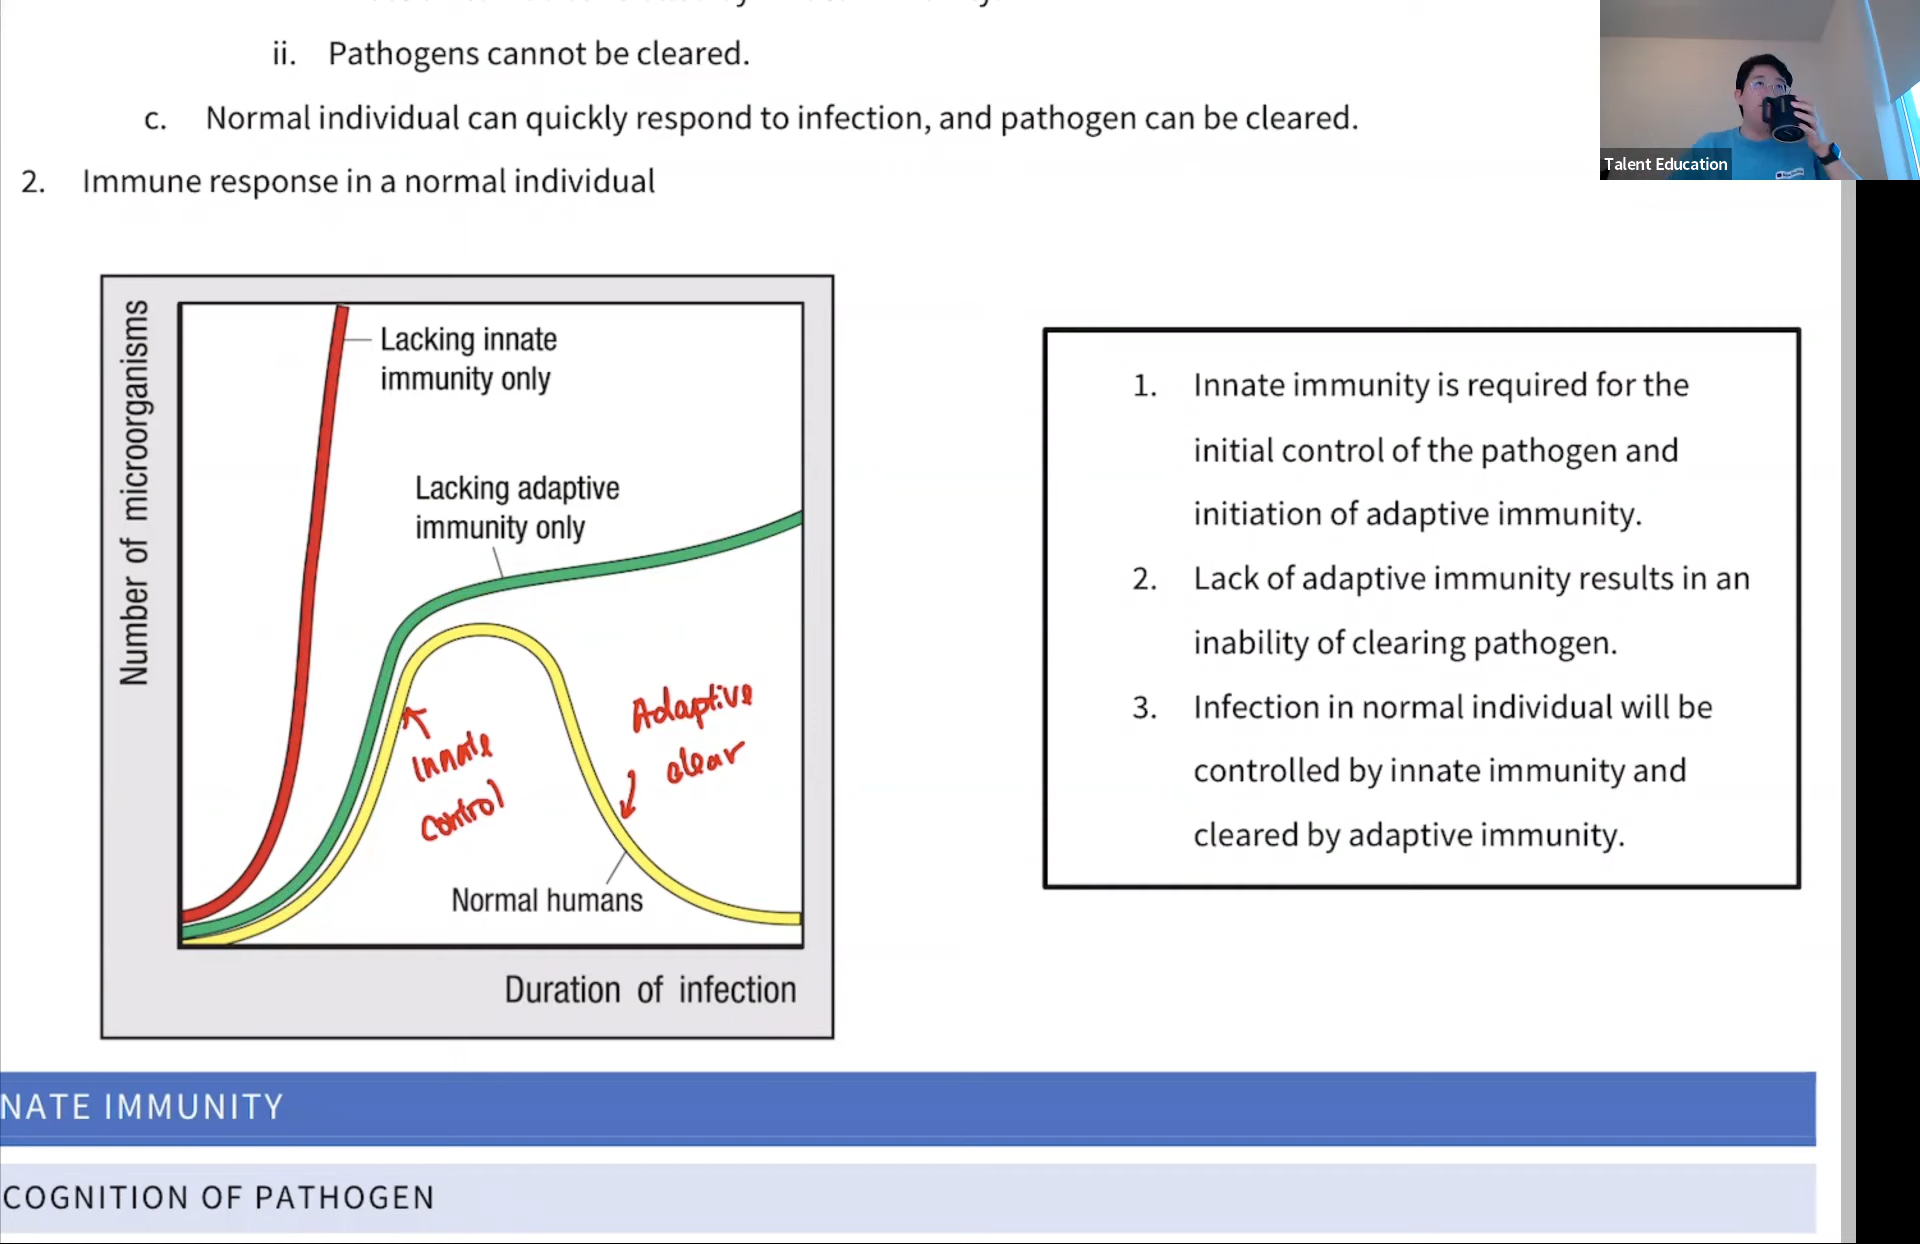 ii. Pathogens cannot be cleared.
c. Normal individual can quickly respond to infection, and pathogen can be cleared.
Talent Education
2. Immune response in a normal individual
Number of microorganisms
Lacking innate
immunity only
Lacking adaptive
immunity only
Adaptive
clear
Innate
control
Normal humans
Duration of infection
1. Innate immunity is required for the
initial control of the pathogen and
initiation of adaptive immunity.
2. Lack of adaptive immunity results in an
inability of clearing pathogen.
3. Infection in normal individual will be
controlled by innate immunity and
cleared by adaptive immunity.
NATE IMMUNITY
COGNITION OF PATHOGEN